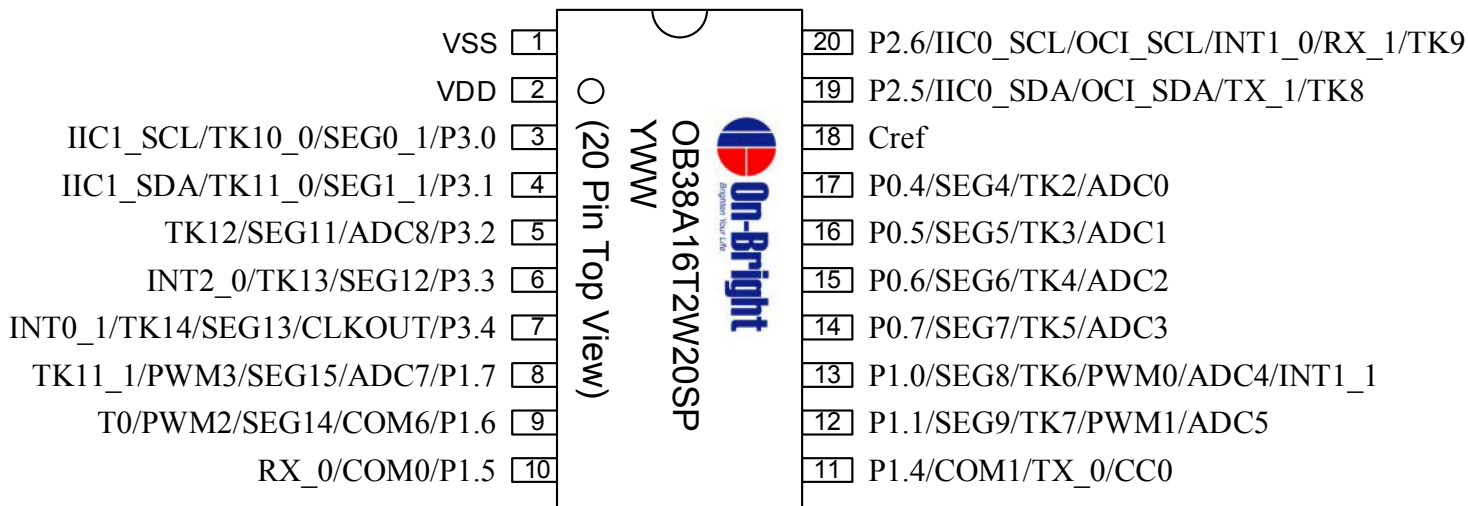 VSS 1
VDD 2
IIC1_SCL/TK10_0/SEG0_1/P3.0 3
IIC1_SDA/TK11_0/SEG1_1/P3.1 4
TK12/SEG11/ADC8/P3.2 5
INT2_0/TK13/SEG12/P3.3 6
INT0_1/TK14/SEG13/CLKOUT/P3.4 7
TK11_1/PWM3/SEG15/ADC7/P1.7 8
T0/PWM2/SEG14/COM6/P1.6 9
RX_0/COM0/P1.5 10
On-Bright
Brighten Your Life
OB38A16T2W20SP
YWW
(20 Pin Top View)
20 P2.6/IIC0_SCL/OCI_SCL/INT1_0/RX_1/TK9
19 P2.5/IIC0_SDA/OCI_SDA/TX_1/TK8
18 Cref
17 P0.4/SEG4/TK2/ADC0
16 P0.5/SEG5/TK3/ADC1
15 P0.6/SEG6/TK4/ADC2
14 P0.7/SEG7/TK5/ADC3
13 P1.0/SEG8/TK6/PWM0/ADC4/INT1_1
12 P1.1/SEG9/TK7/PWM1/ADC5
11 P1.4/COM1/TX_0/CC0